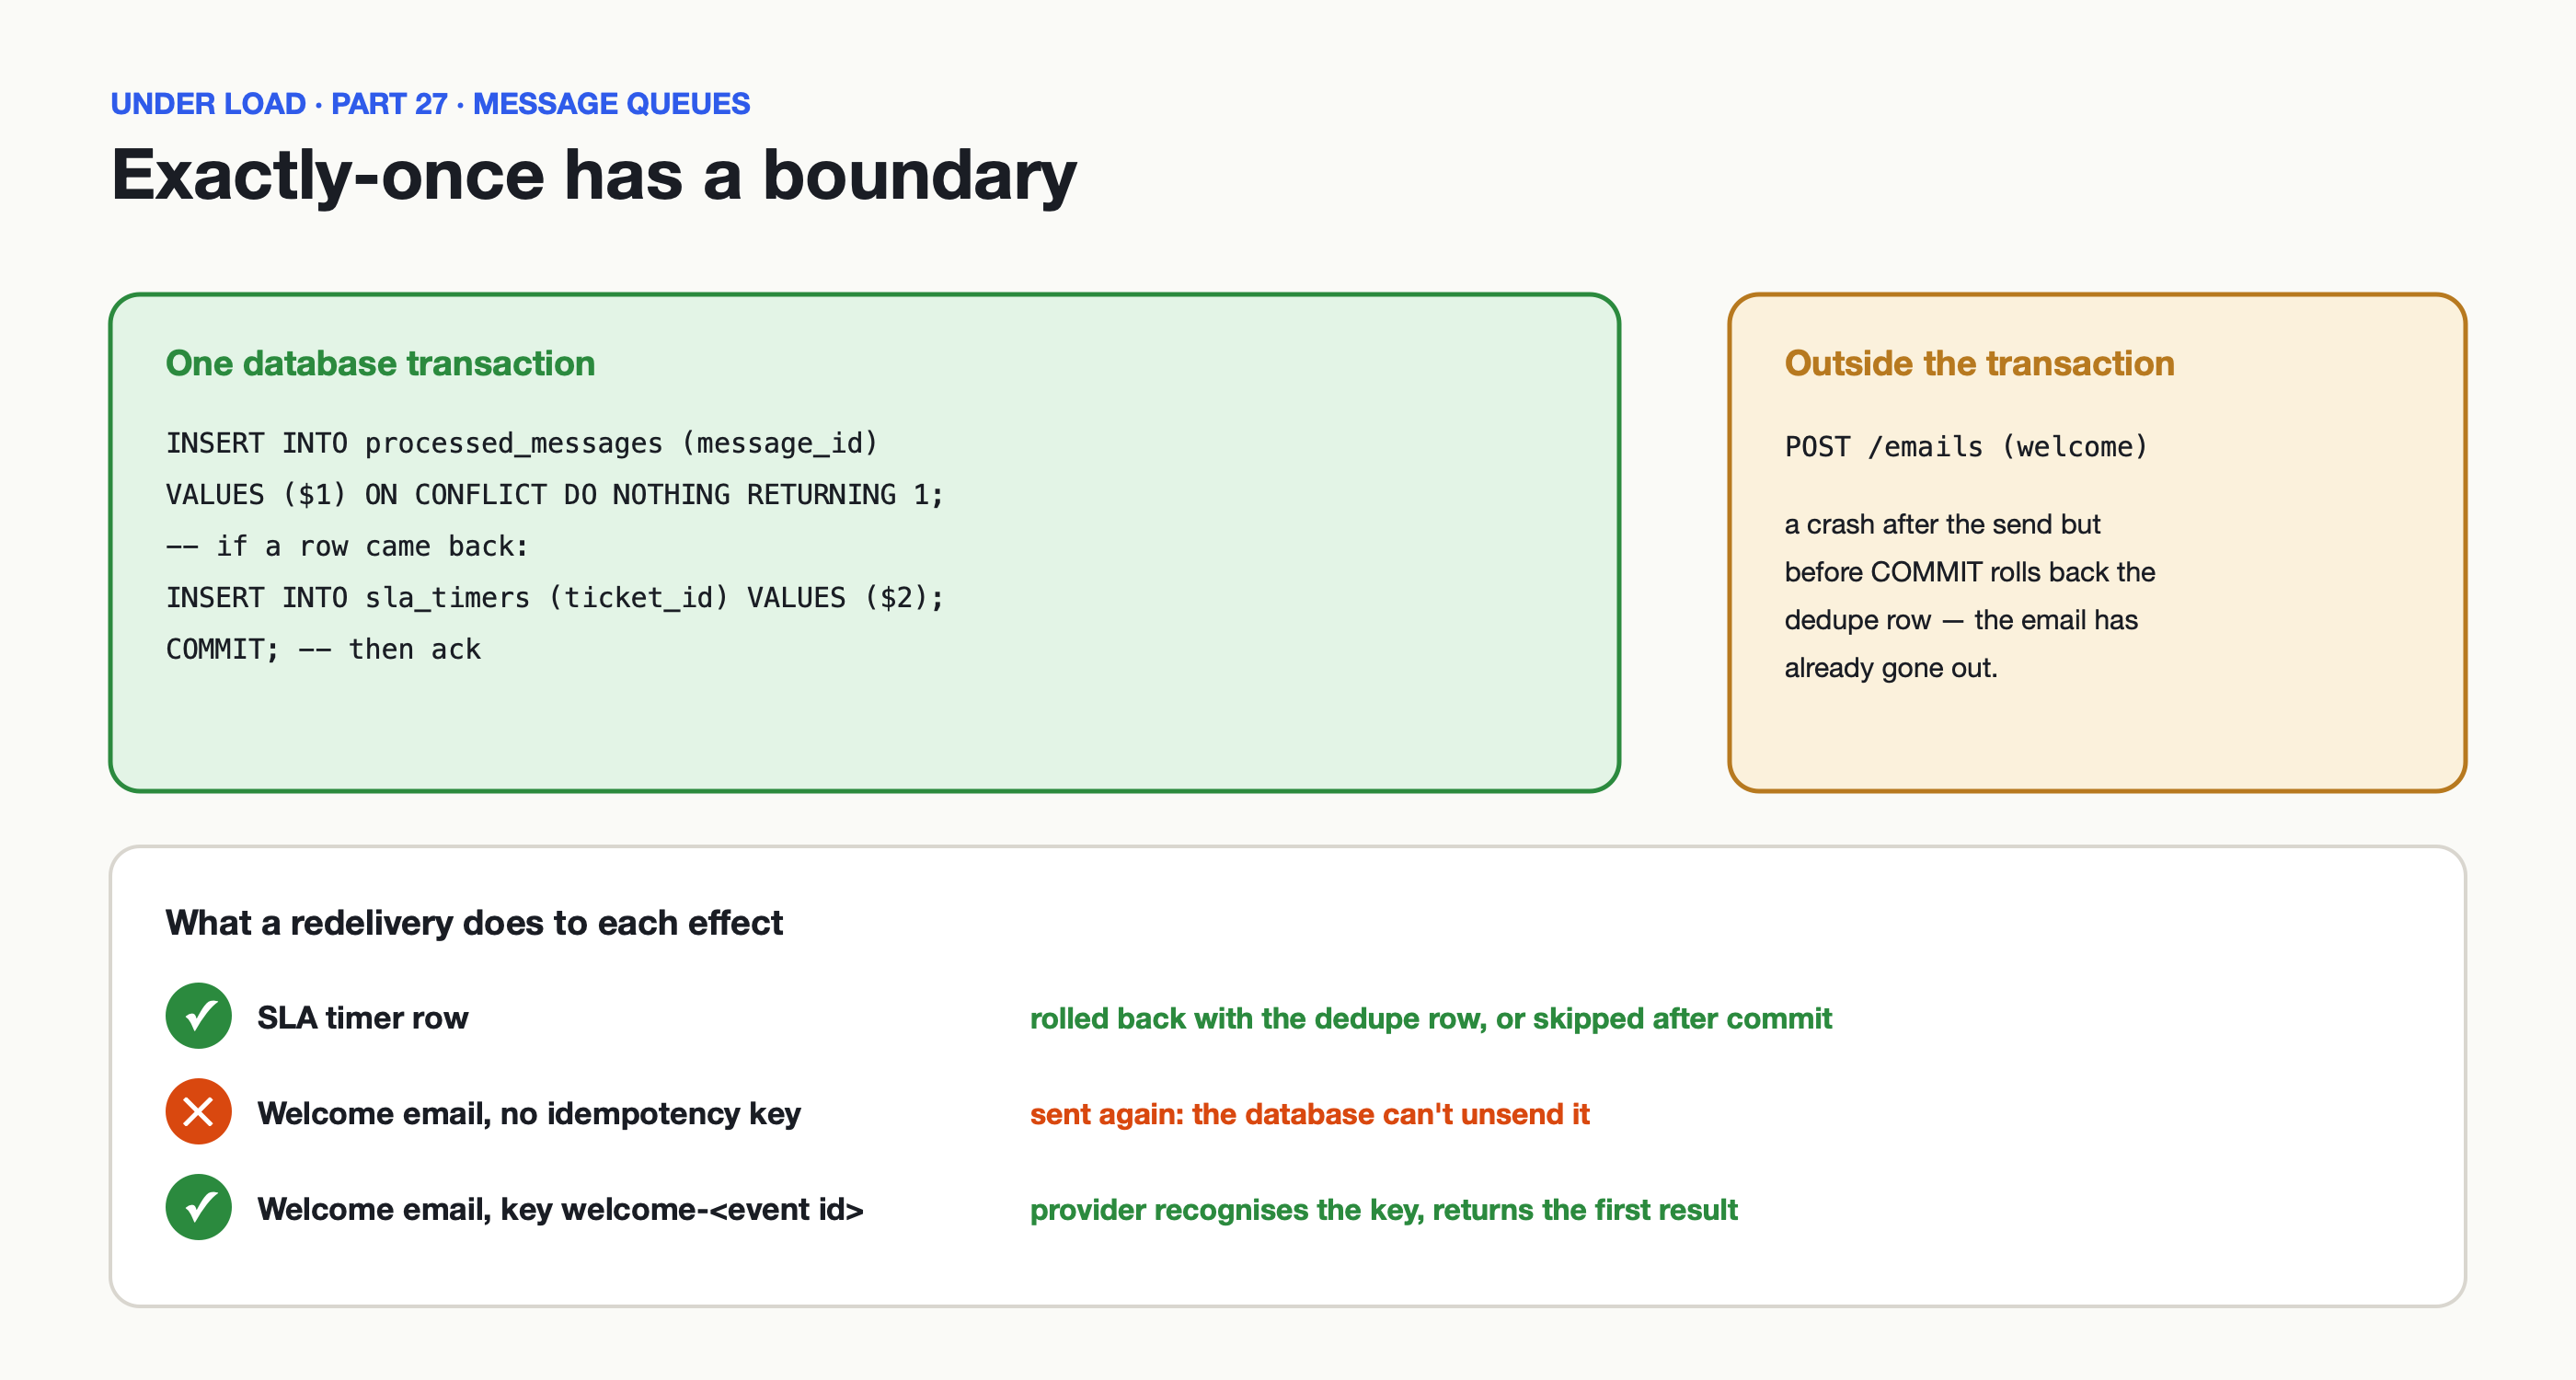 UNDER LOAD · PART 27 · MESSAGE QUEUES
Exactly-once has a boundary
One database transaction
INSERT INTO processed_messages (message_id)
VALUES ($1) ON CONFLICT DO NOTHING RETURNING 1;
-- if a row came back:
INSERT INTO sla_timers (ticket_id) VALUES ($2);
COMMIT; -- then ack
Outside the transaction
POST /emails (welcome)
a crash after the send but
before COMMIT rolls back the
dedupe row — the email has
already gone out.
What a redelivery does to each effect
SLA timer row
rolled back with the dedupe row, or skipped after commit
Welcome email, no idempotency key
sent again: the database can't unsend it
Welcome email, key welcome-<event id>
provider recognises the key, returns the first result